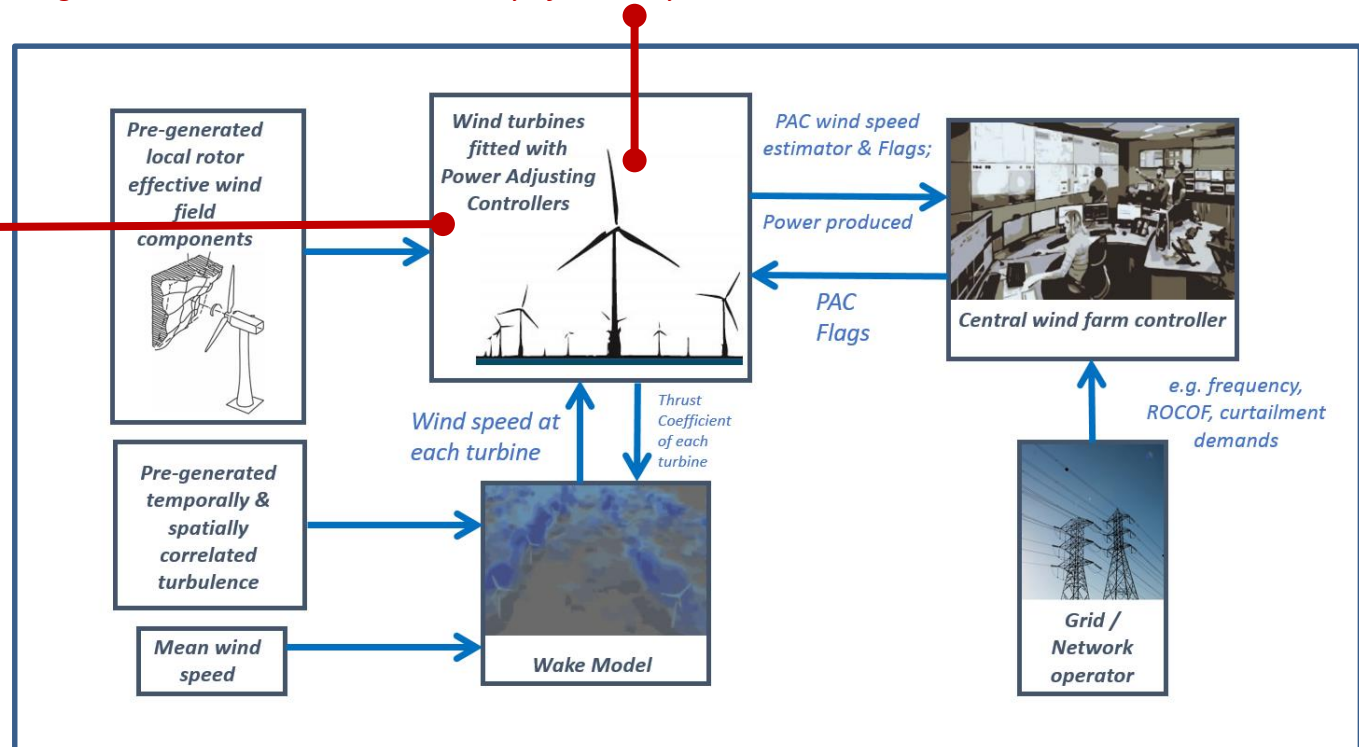 Pre-generated
local rotor
effective wind
field
components
Wind turbines
fitted with
Power Adjusting
Controllers
PAC wind speed
estimator & Flags;
Power produced
PAC
Flags
Central wind farm controller
Wind speed at
each turbine
Thrust
Coefficient
of each
turbine
e.g. frequency,
ROCOF, curtailment
demands
Pre-generated
temporally &
spatially
correlated
turbulence
Mean wind
speed
Wake Model
Grid /
Network
operator